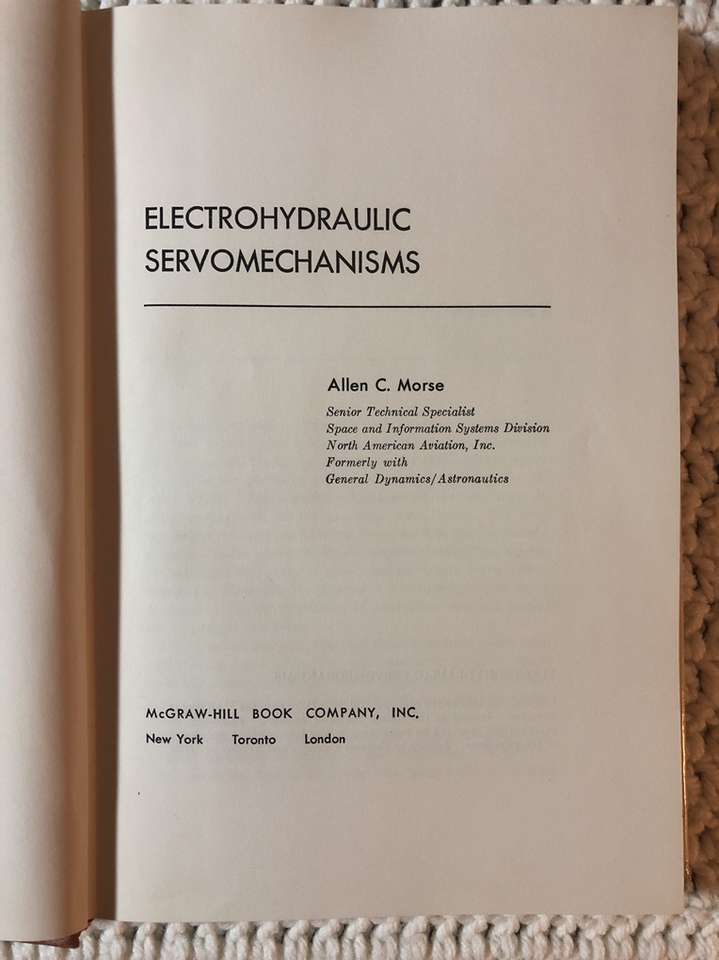 ELECTROHYDRAULIC
SERVOMECHANISMS
Allen C. Morse
Senior Technical Specialist
Space and Information Systems Division
North American Aviation, Inc.
Formerly with
General Dynamics/Astronautics
McGRAW-HILL BOOK COMPANY, INC.
New York Toronto London